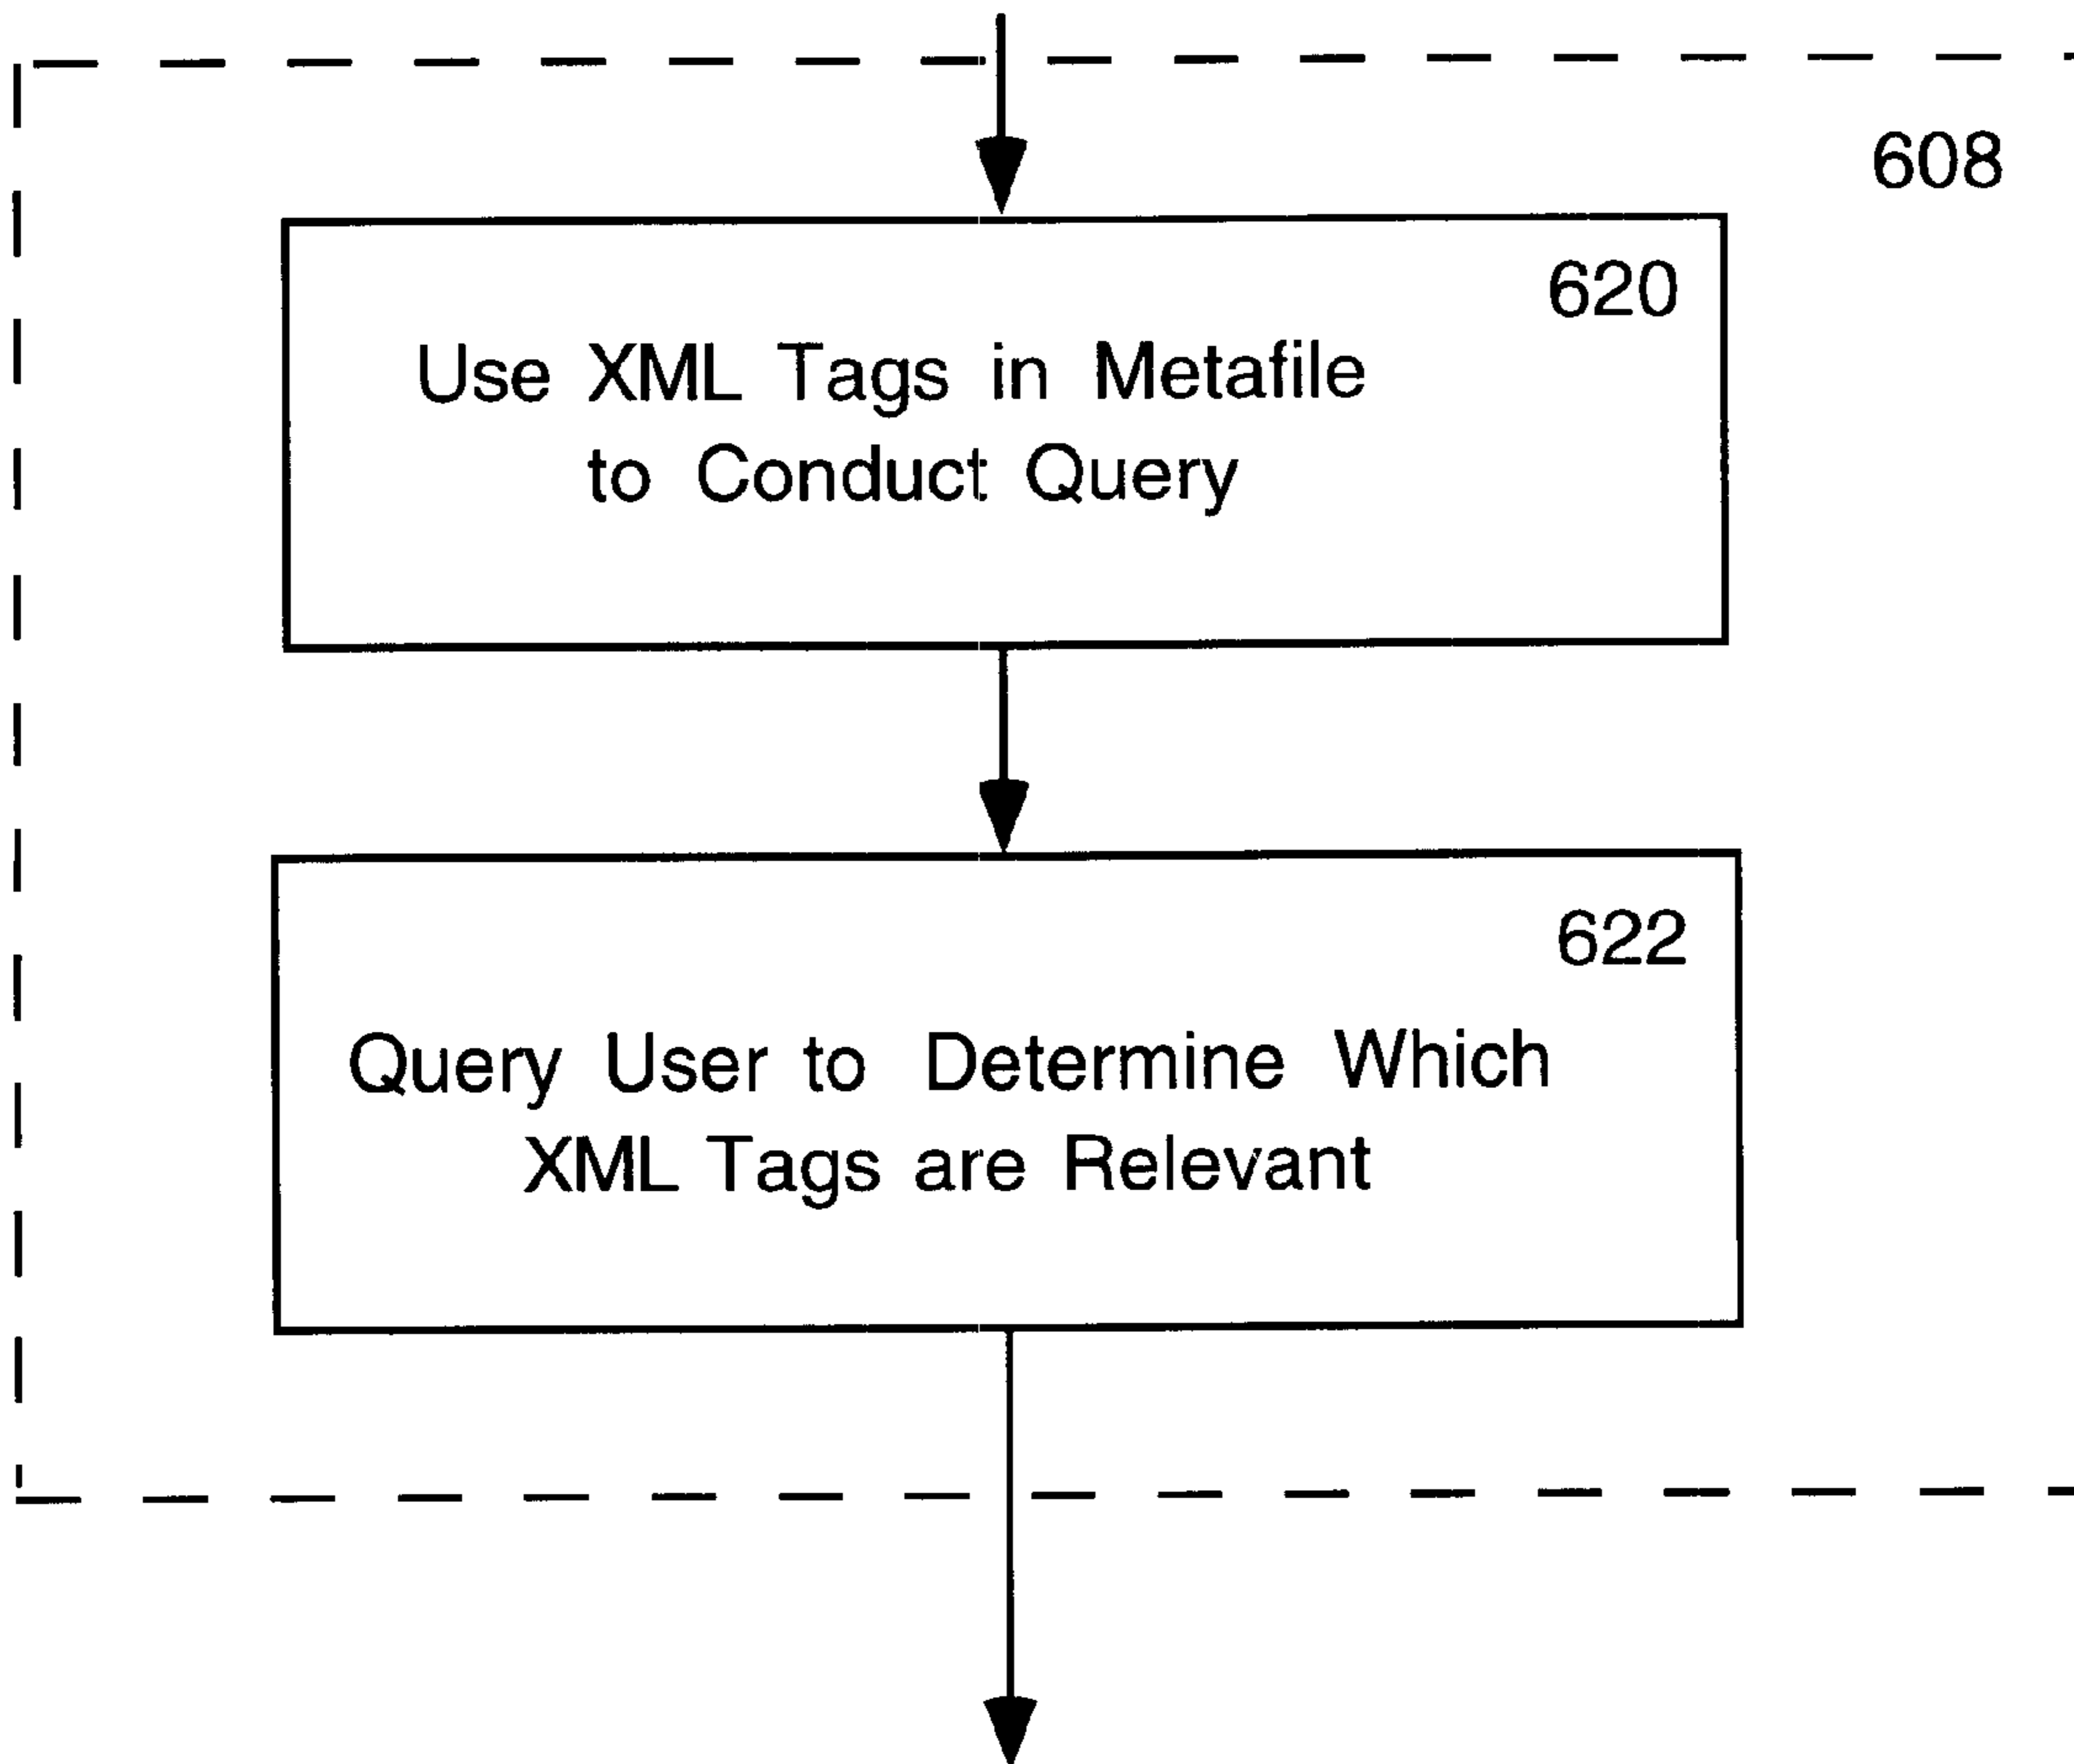 608
620
Use XML Tags in Metafile
to Conduct Query
622
Query User to Determine Which
XML Tags are Relevant